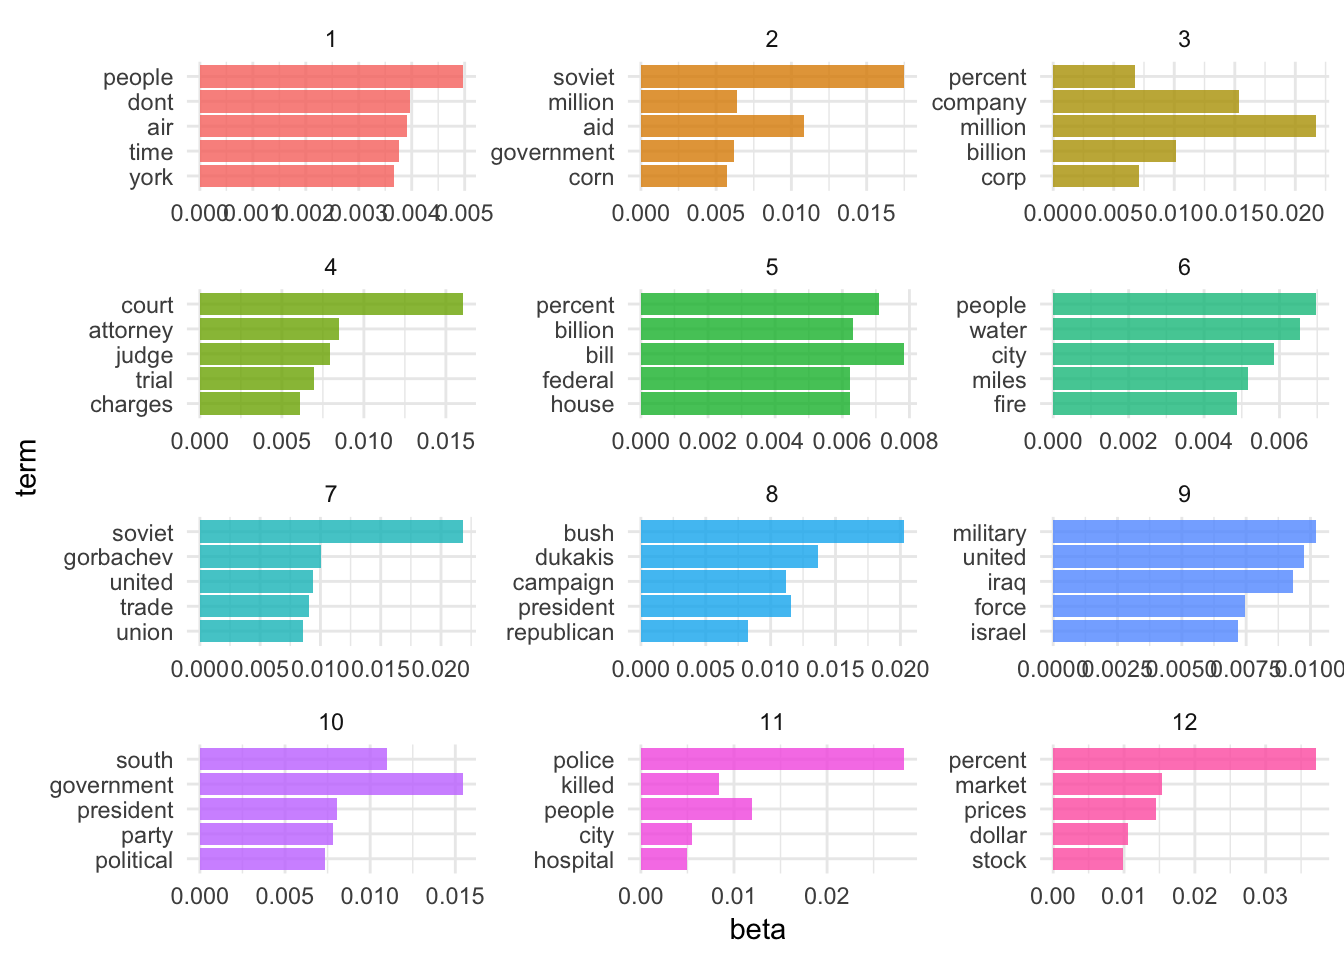 1
people
dont
air
time
york
0.000 0.001 0.002 0.003 0.004 0.005
2
soviet
million
aid
government
corn
0.000 0.005 0.010 0.015
3
percent
company
million
billion
corp
0.000 0.005 0.010 0.015 0.020
4
court
attorney
judge
trial
charges
0.000 0.005 0.010 0.015
5
percent
billion
bill
federal
house
0.000 0.002 0.004 0.006 0.008
6
people
water
city
miles
fire
0.000 0.002 0.004 0.006
term
7
soviet
gorbachev
united
trade
union
0.000 0.005 0.010 0.015 0.020
8
bush
dukakis
campaign
president
republican
0.000 0.005 0.010 0.015 0.020
9
military
united
iraq
force
israel
0.0000 0.0025 0.0050 0.0075 0.0100
10
south
government
president
party
political
0.000 0.005 0.010 0.015
11
police
killed
people
city
hospital
0.00 0.01 0.02
12
percent
market
prices
dollar
stock
0.00 0.01 0.02 0.03
beta